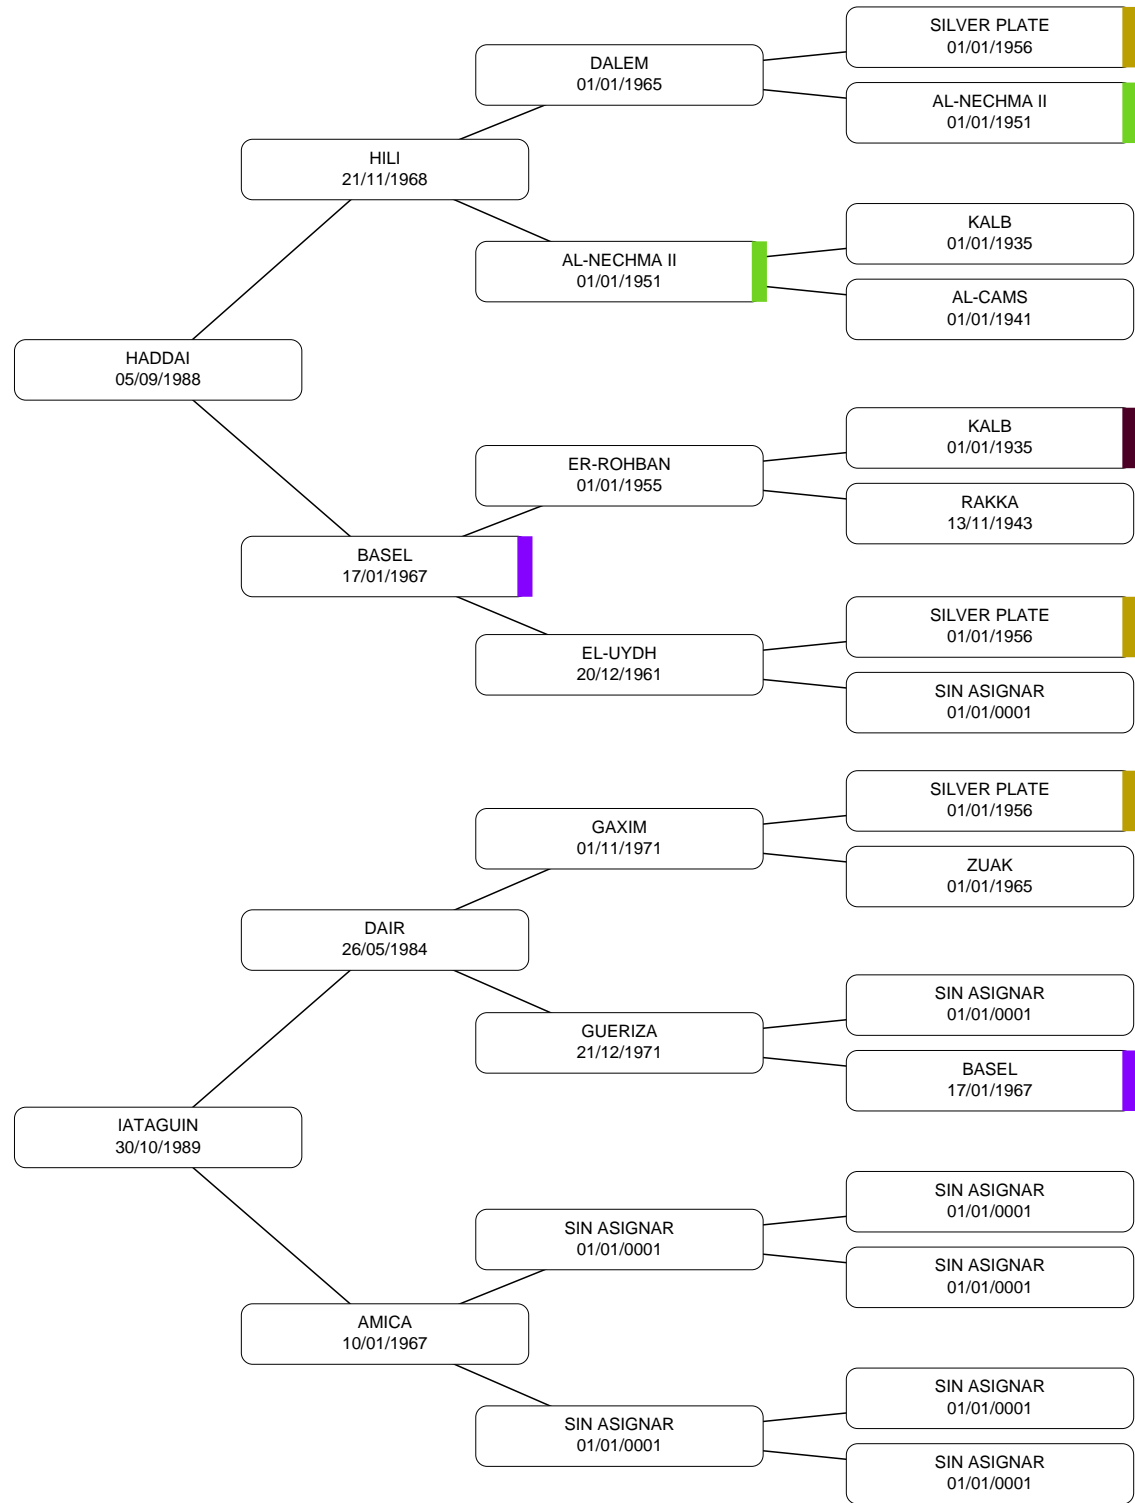 SILVER PLATE
01/01/1956
DALEM
01/01/1965
AL-NECHMA II
01/01/1951
HILI
21/11/1968
KALB
01/01/1935
AL-NECHMA II
01/01/1951
AL-CAMS
01/01/1941
HADDAI
05/09/1988
KALB
01/01/1935
ER-ROHBAN
01/01/1955
RAKKA
13/11/1943
BASEL
17/01/1967
SILVER PLATE
01/01/1956
EL-UYDH
20/12/1961
SIN ASIGNAR
01/01/0001
SILVER PLATE
01/01/1956
GAXIM
01/11/1971
ZUAK
01/01/1965
DAIR
26/05/1984
SIN ASIGNAR
01/01/0001
GUERIZA
21/12/1971
BASEL
17/01/1967
IATAGUIN
30/10/1989
SIN ASIGNAR
01/01/0001
SIN ASIGNAR
01/01/0001
SIN ASIGNAR
01/01/0001
AMICA
10/01/1967
SIN ASIGNAR
01/01/0001
SIN ASIGNAR
01/01/0001
SIN ASIGNAR
01/01/0001